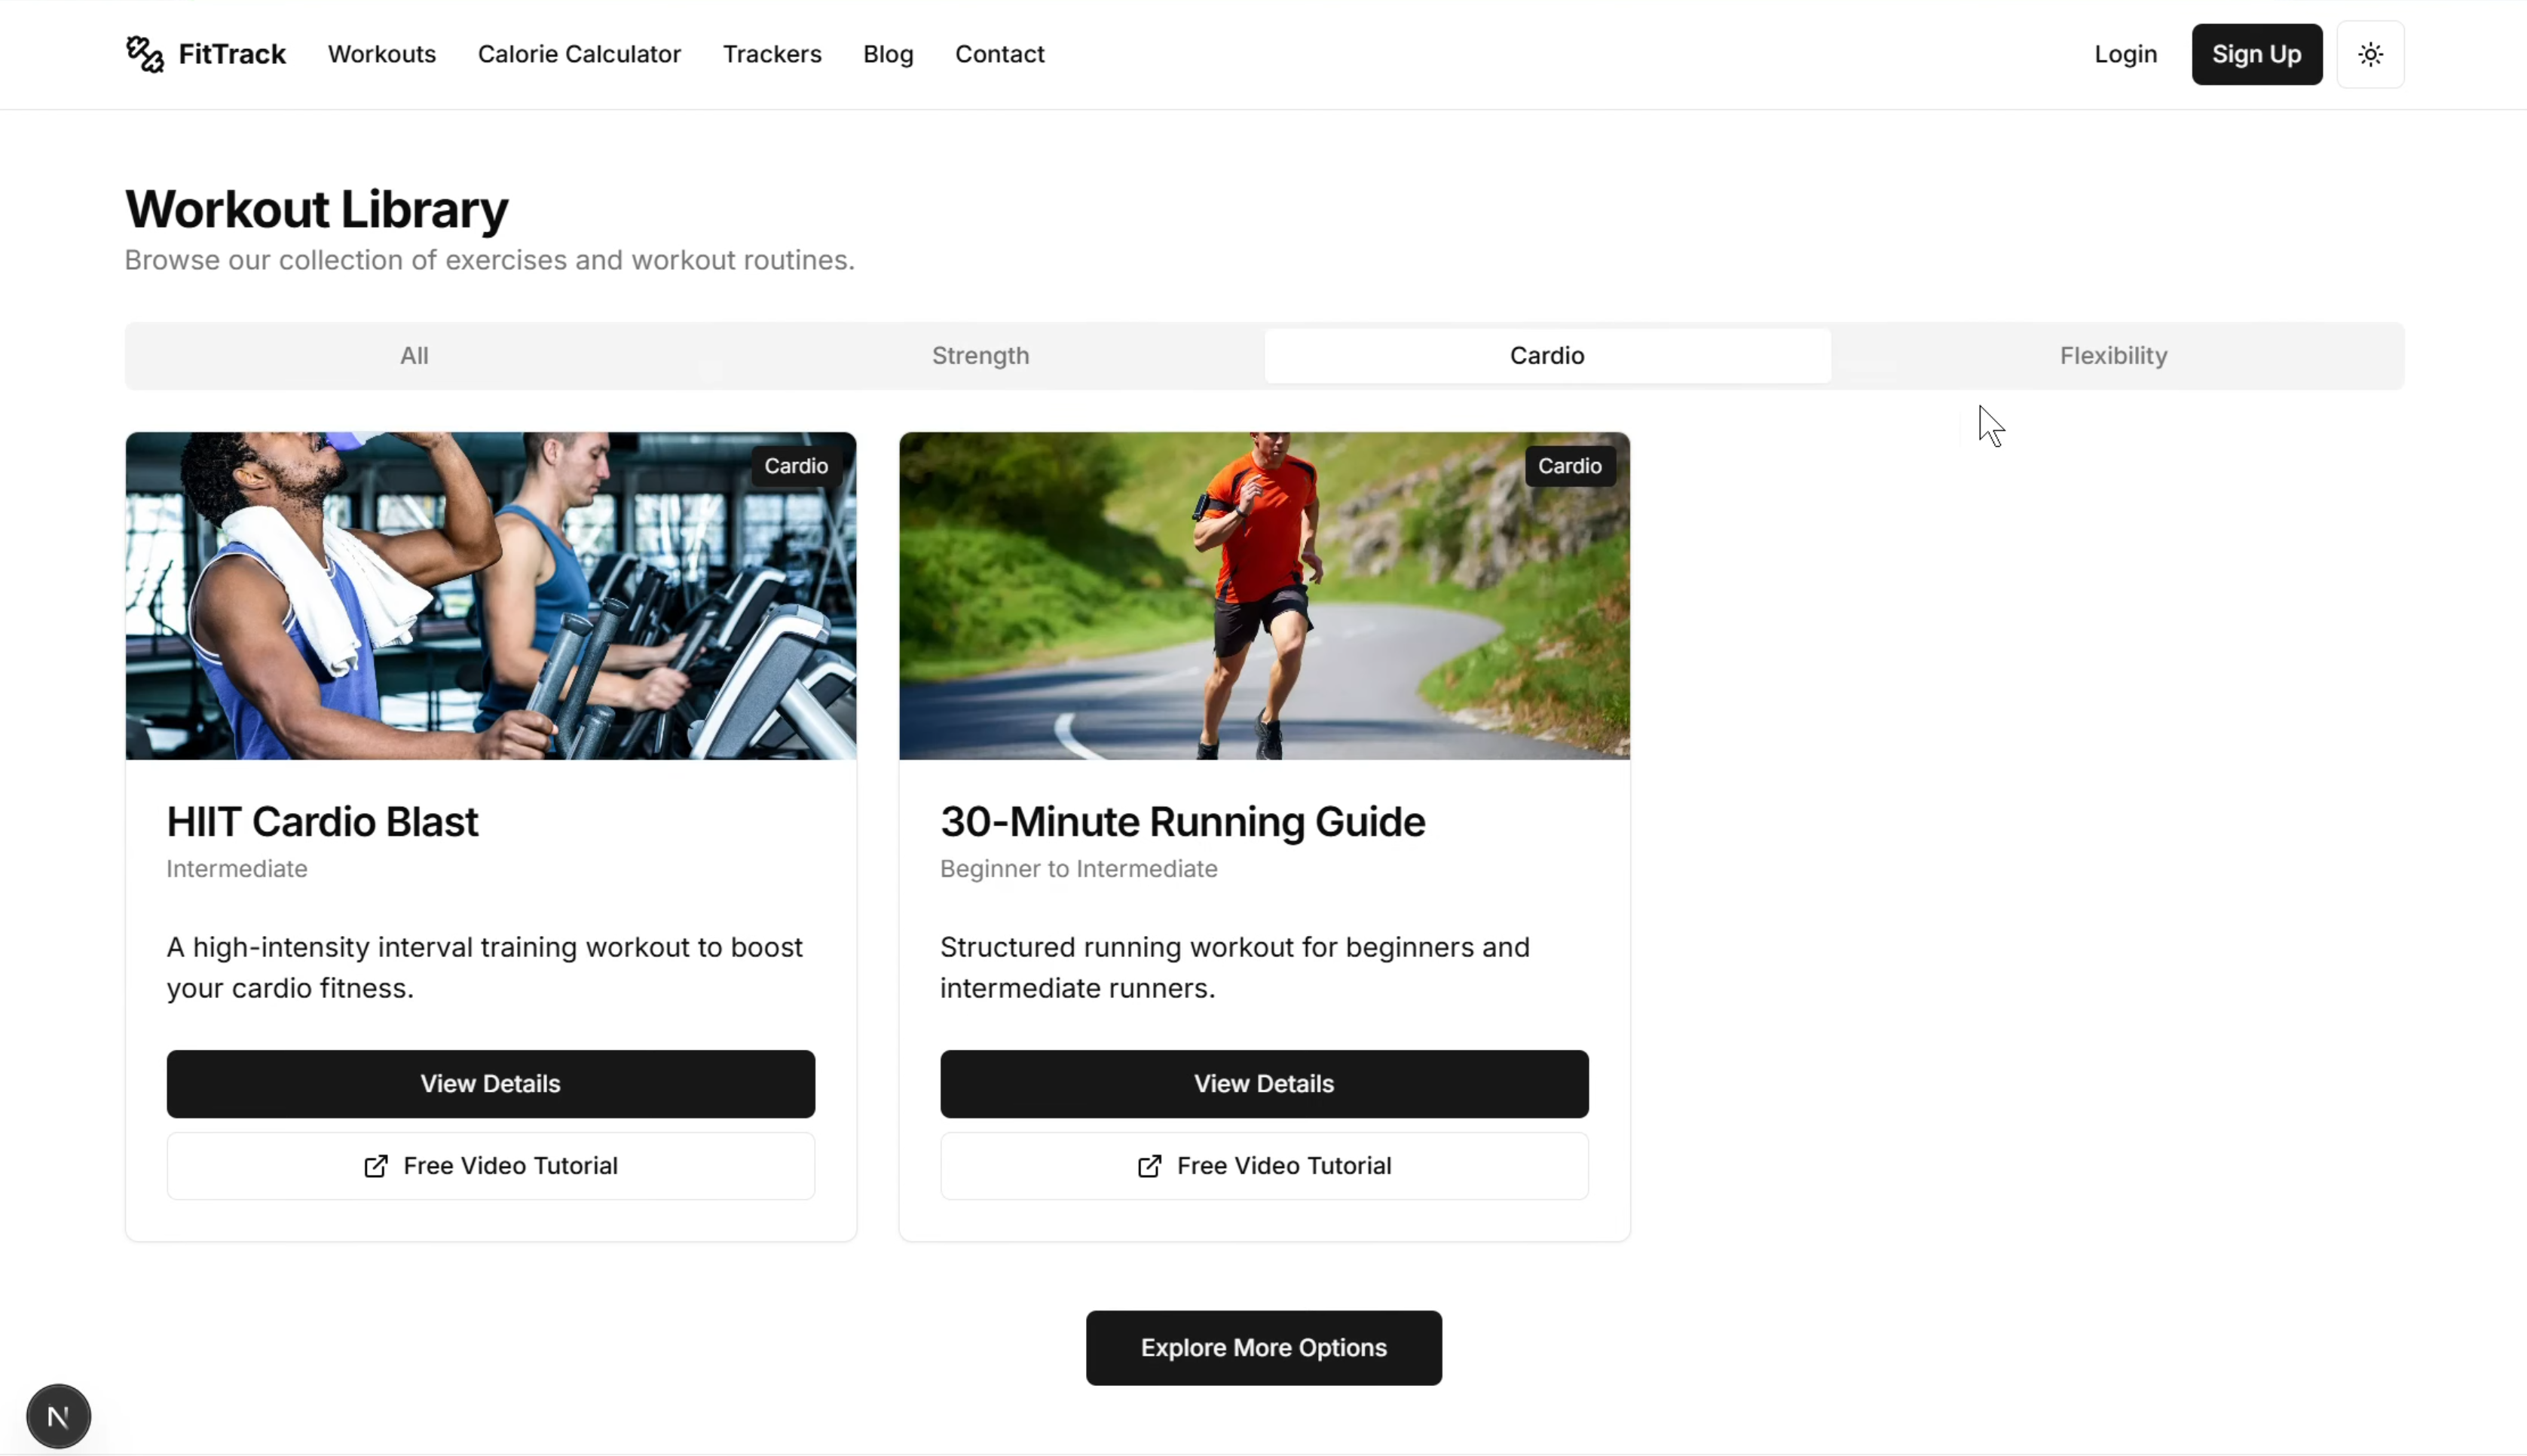 FitTrack
Workouts
Calorie Calculator
Trackers
Blog
Contact
Login
Sign Up
Workout Library
Browse our collection of exercises and workout routines.
All
Strength
Cardio
Flexibility
Cardio
Cardio
HIIT Cardio Blast
Intermediate
A high-intensity interval training workout to boost
your cardio fitness.
View Details
Free Video Tutorial
30-Minute Running Guide
Beginner to Intermediate
Structured running workout for beginners and
intermediate runners.
View Details
Free Video Tutorial
Explore More Options
N